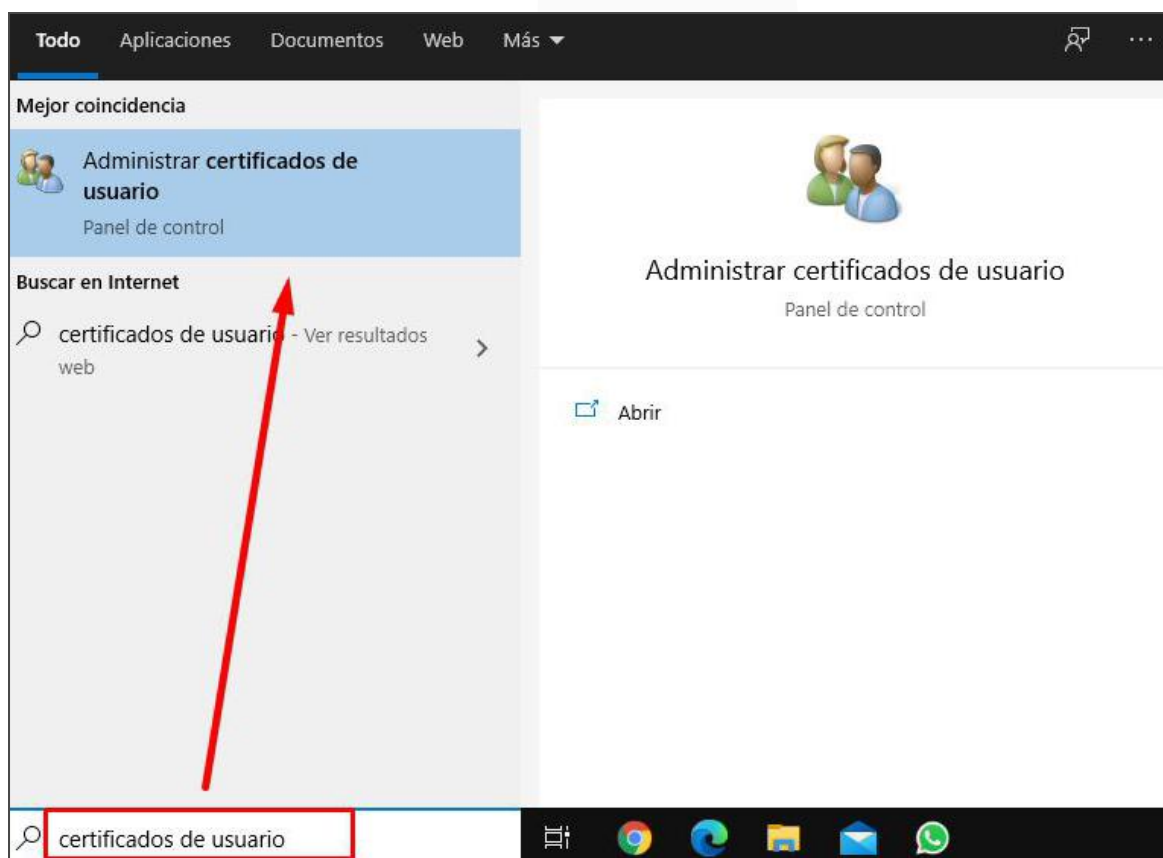 Todo Aplicaciones Documentos Web Más
Mejor coincidencia
Administrar certificados de
usuario
Panel de control
Buscar en Internet
certificados de usuario - Ver resultados
web
Administrar certificados de usuario
Panel de control
Abrir
certificados de usuario